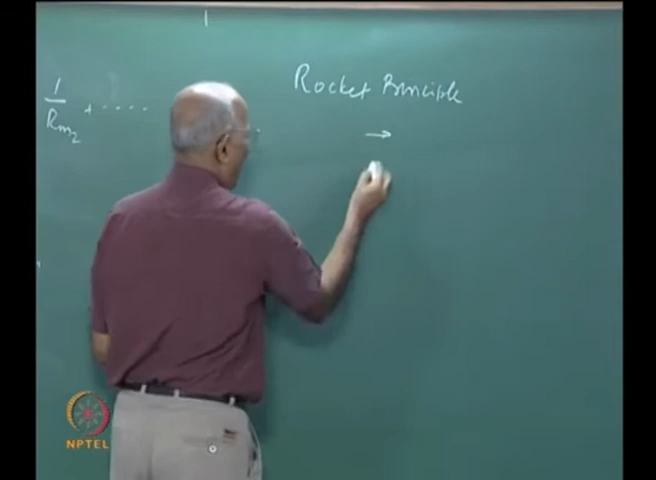 Rocket Principle
→
1/Rm₂ + ....
NPTEL